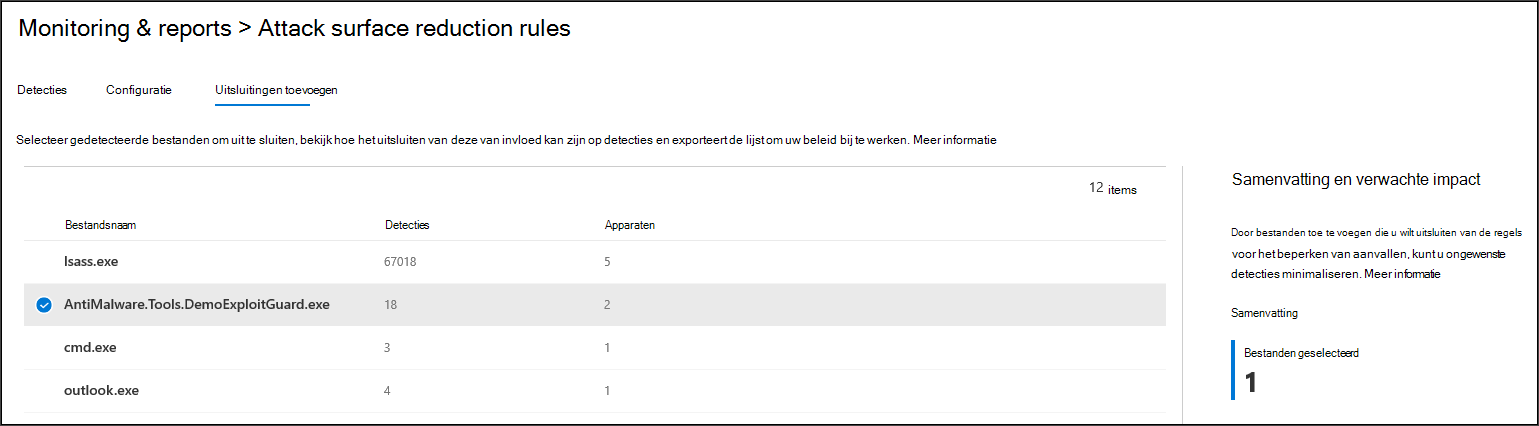 Monitoring & reports > Attack surface reduction rules
Detecties Configuratie Uitsluitingen toevoegen
Selecteer gedetecteerde bestanden om uit te sluiten, bekijk hoe het uitsluiten van deze van invloed kan zijn op detecties en exporteert de lijst om uw beleid bij te werken. Meer informatie
12 items
Bestandsnaam Detecties Apparaten
lsass.exe 67018 5
AntiMalware.Tools.DemoExploitGuard.exe 18 2
cmd.exe 3 1
outlook.exe 4 1
Samenvatting en verwachte impact
Door bestanden toe te voegen die u wilt uitsluiten van de regels
voor het beperken van aanvallen, kunt u ongewenste
detecties minimaliseren. Meer informatie
Samenvatting
Bestanden geselecteerd
1